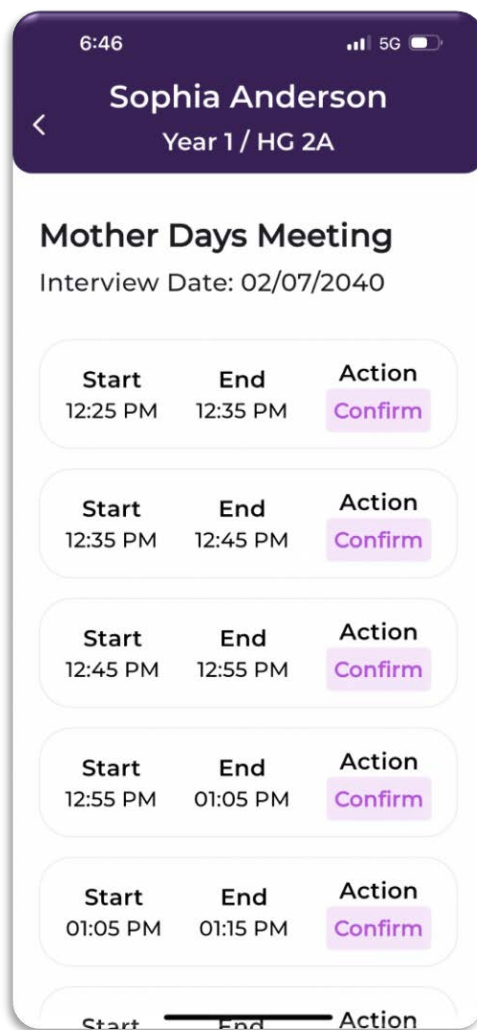 6:46 5G
Sophia Anderson
Year 1 / HG 2A
Mother Days Meeting
Interview Date: 02/07/2040
Start End Action
12:25 PM 12:35 PM Confirm
Start End Action
12:35 PM 12:45 PM Confirm
Start End Action
12:45 PM 12:55 PM Confirm
Start End Action
12:55 PM 01:05 PM Confirm
Start End Action
01:05 PM 01:15 PM Confirm
Start End Action